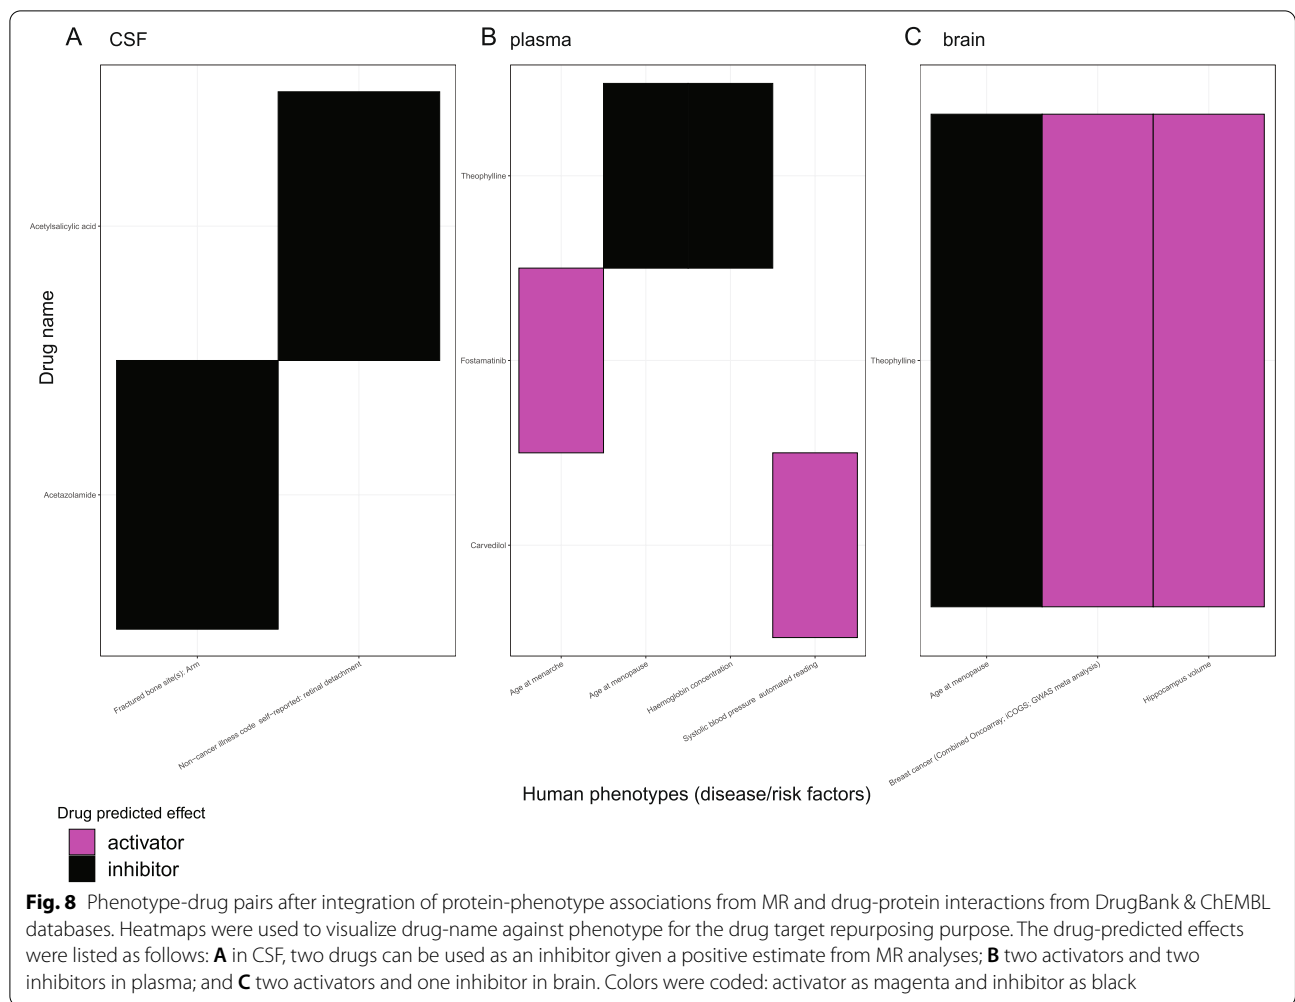 A CSF
B plasma
C brain
Drug name
Acetylsalicylic acid
Acetazolamide
Theophylline
Fostamatinib
Carvedilol
Theophylline
Fractured bone site(s): Arm
Non−cancer illness code self−reported: retinal detachment
Age at menarche
Age at menopause
Haemoglobin concentration
Systolic blood pressure automated reading
Age at menopause
Breast cancer (Combined Oncoarray; iCOGS; GWAS meta analysis)
Hippocampus volume
Human phenotypes (disease/risk factors)
Drug predicted effect
activator
inhibitor
Fig. 8 Phenotype-drug pairs after integration of protein-phenotype associations from MR and drug-protein interactions from DrugBank & ChEMBL
databases. Heatmaps were used to visualize drug-name against phenotype for the drug target repurposing purpose. The drug-predicted effects
were listed as follows: A in CSF, two drugs can be used as an inhibitor given a positive estimate from MR analyses; B two activators and two
inhibitors in plasma; and C two activators and one inhibitor in brain. Colors were coded: activator as magenta and inhibitor as black